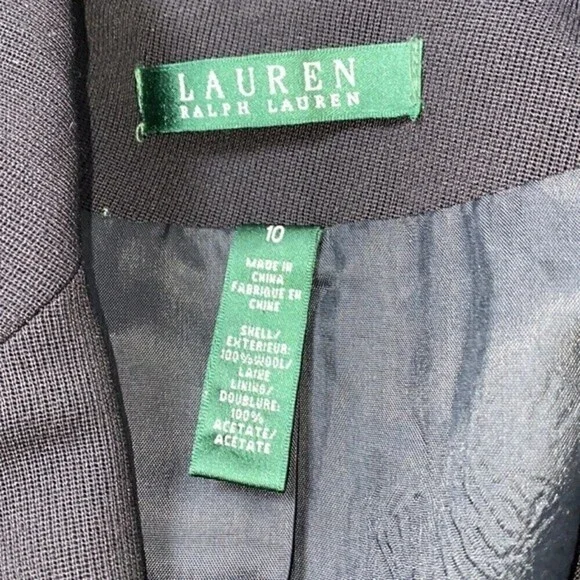 LAUREN
RALPH LAUREN
10
MADE IN
CHINA
FABRIQUE EN
CHINE
SHELL/
EXTERIEUR:
100% WOOL/
LAINE
LINING/
DOUBLURE:
100%
ACETATE/
ACÉTATE